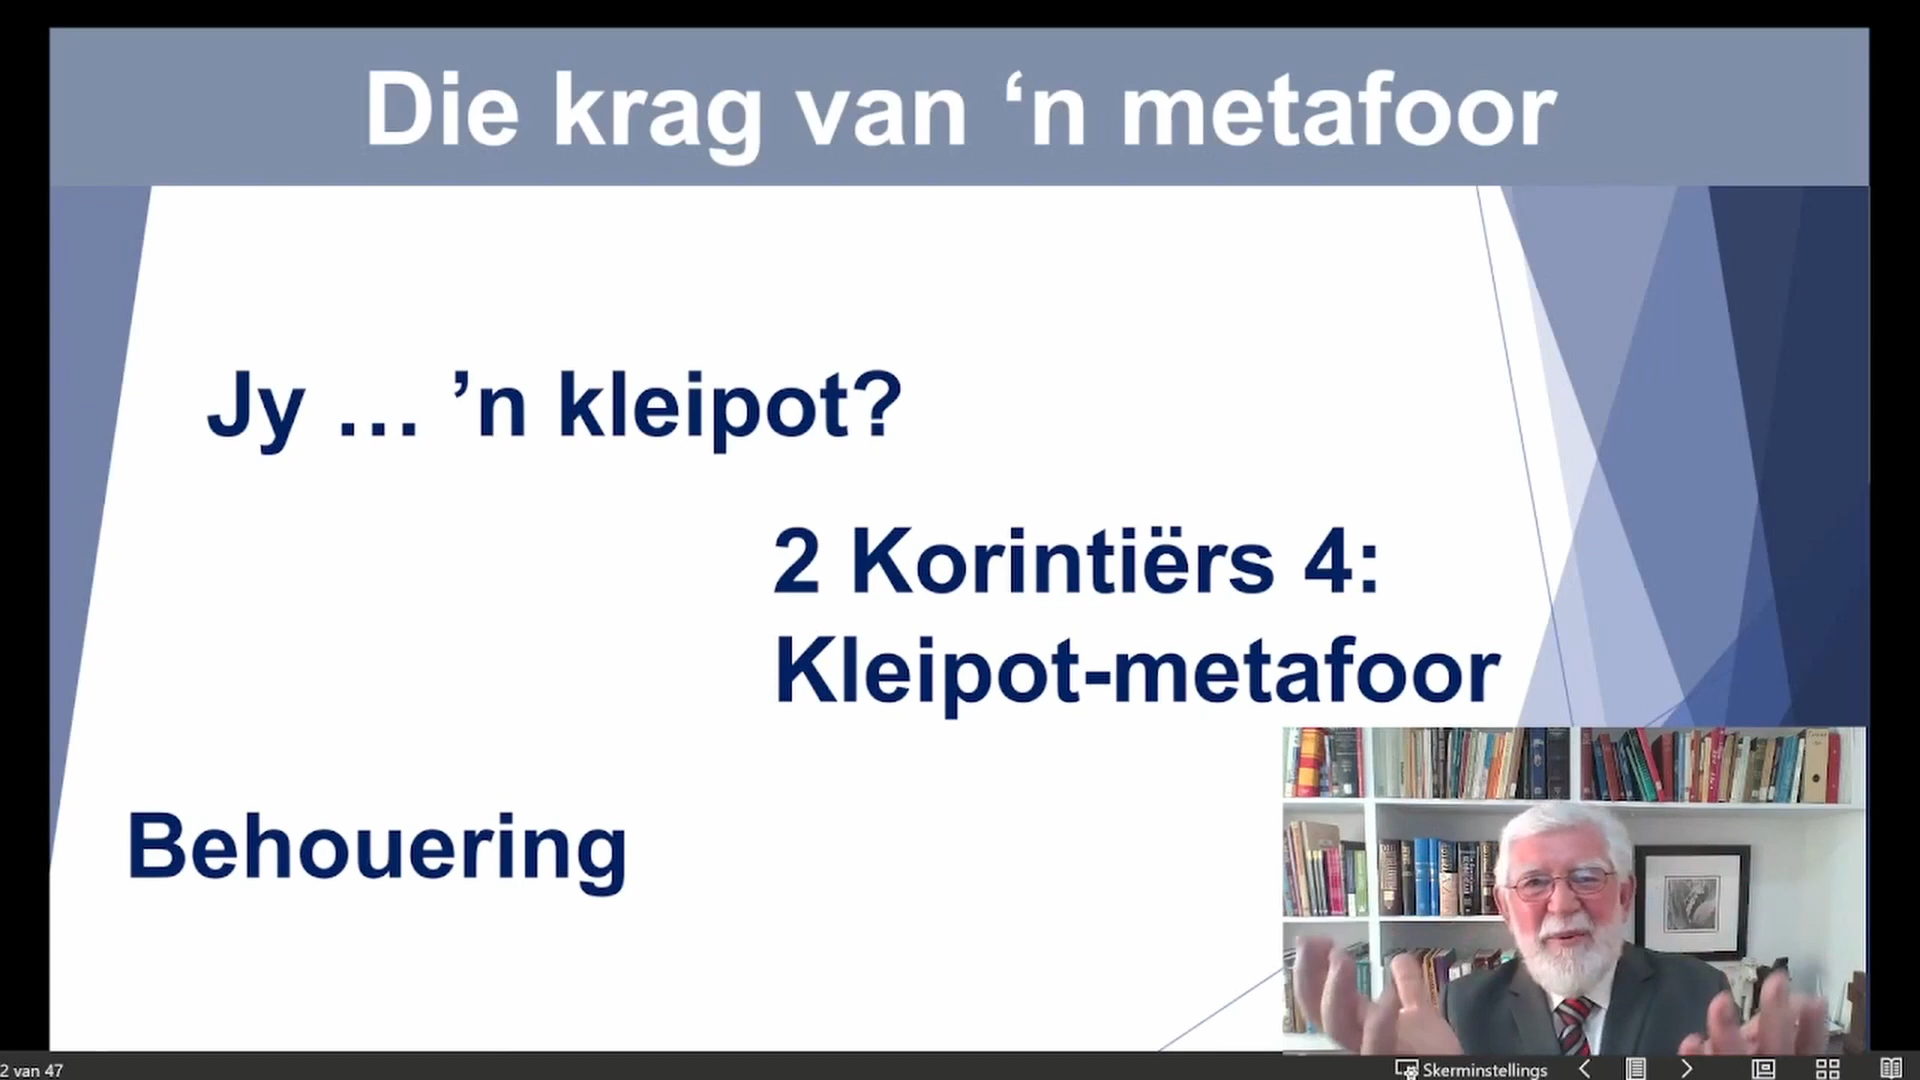 Die krag van ‘n metafoor
Jy … ’n kleipot?
2 Korintiërs 4:
Kleipot-metafoor
Behouering
2 van 47
Skerminstellings